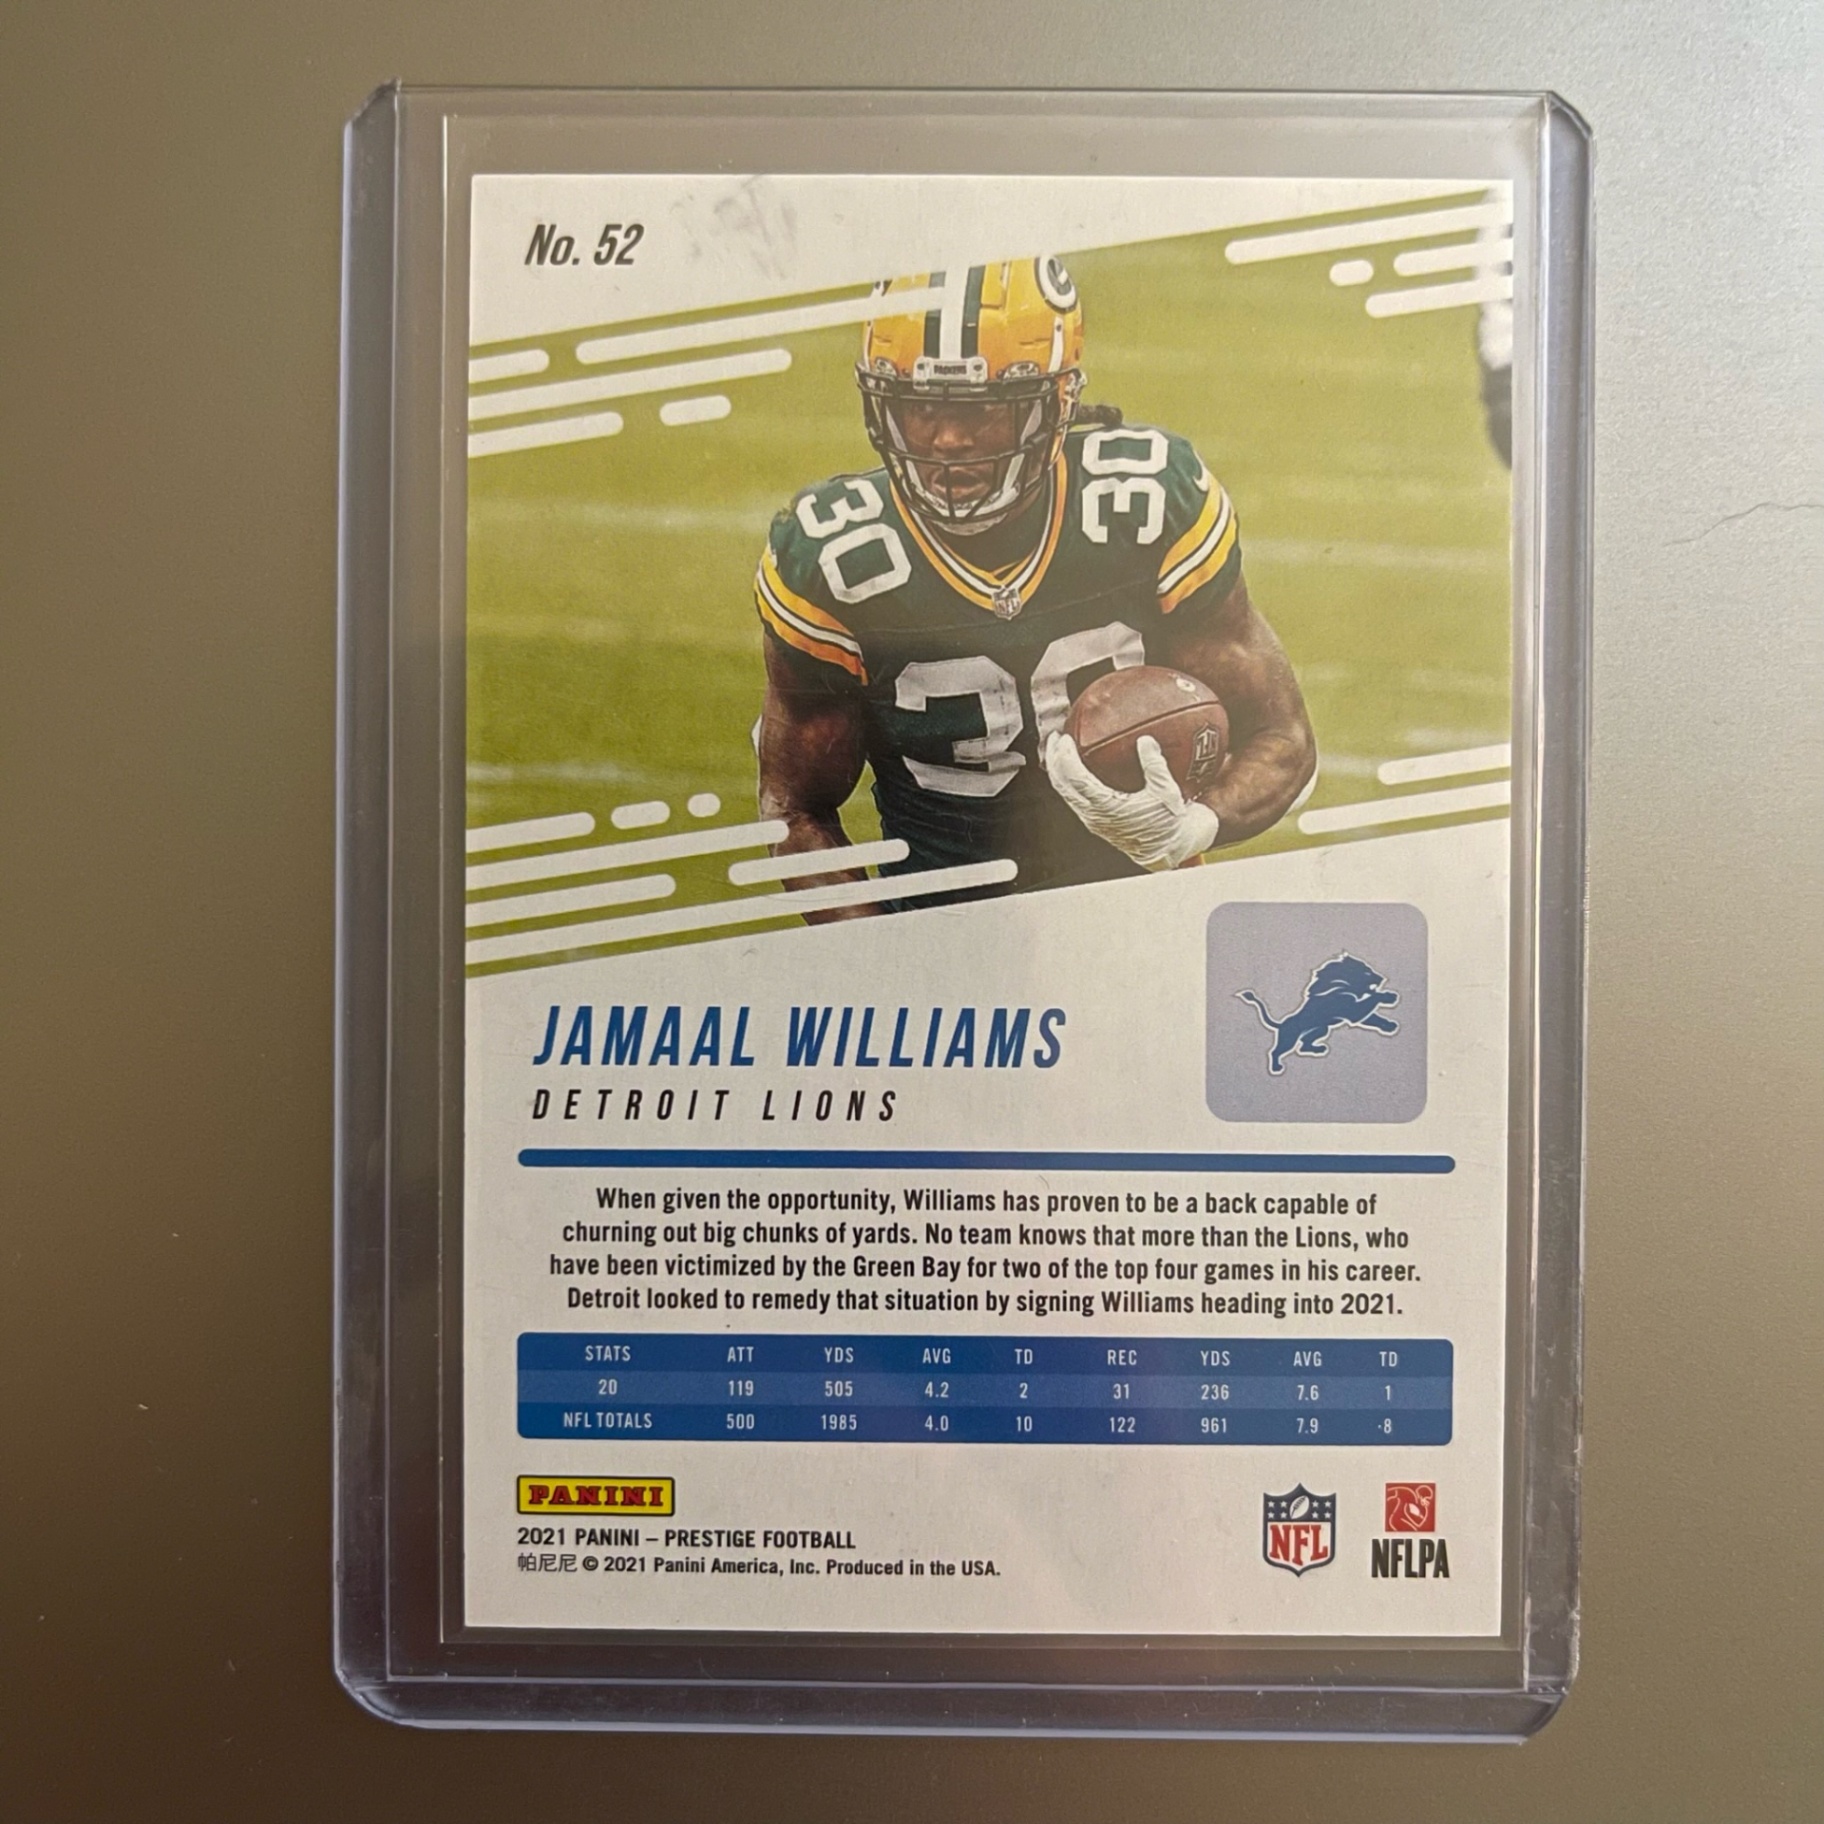 No. 52
PACKERS
30
30
30
NFL
JAMAAL WILLIAMS
DETROIT LIONS
When given the opportunity, Williams has proven to be a back capable of
churning out big chunks of yards. No team knows that more than the Lions, who
have been victimized by the Green Bay for two of the top four games in his career.
Detroit looked to remedy that situation by signing Williams heading into 2021.
STATS ATT YDS AVG TD REC YDS AVG TD
20 119 505 4.2 2 31 236 7.6 1
NFL TOTALS 500 1985 4.0 10 122 961 7.9 -8
PANINI
2021 PANINI – PRESTIGE FOOTBALL
帕尼尼 © 2021 Panini America, Inc. Produced in the USA.
NFL
NFLPA